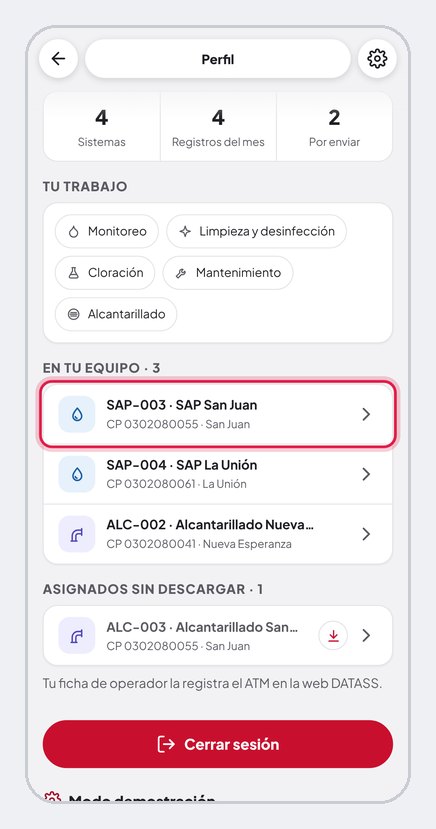 Perfil
4
4
2
Sistemas
Registros del mes
Por enviar
TU TRABAJO
Monitoreo
Limpieza y desinfección
Cloración
Mantenimiento
Alcantarillado
EN TU EQUIPO · 3
SAP-003 · SAP San Juan
CP 0302080055 · San Juan
SAP-004 · SAP La Unión
CP 0302080061 · La Unión
ALC-002 · Alcantarillado Nueva...
CP 0302080041 · Nueva Esperanza
ASIGNADOS SIN DESCARGAR · 1
ALC-003 · Alcantarillado San...
CP 0302080055 · San Juan
Tu ficha de operador la registra el ATM en la web DATASS.
Cerrar sesión
Modo demostración